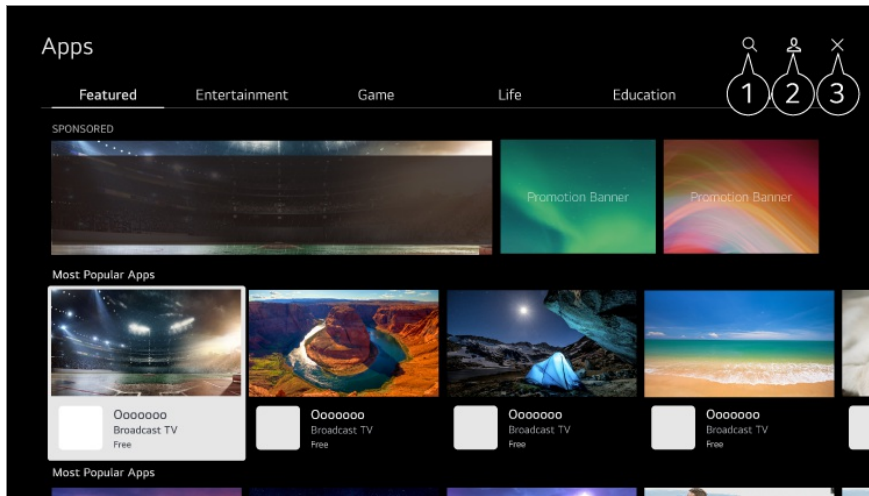 Apps
1 2 3
Featured Entertainment Game Life Education
SPONSORED
Promotion Banner Promotion Banner
Most Popular Apps
Ooooooo Ooooooo Ooooooo Ooooooo
Broadcast TV Broadcast TV Broadcast TV Broadcast TV
Free Free Free Free
Most Popular Apps